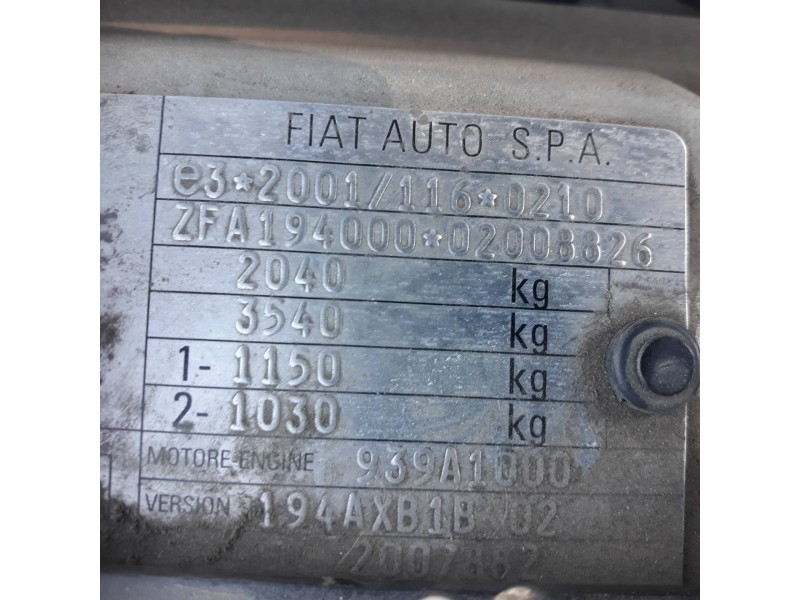 FIAT AUTO S.P.A.
e3*2001/116*0210
ZFA194000*02008826
2040 kg
3540 kg
1- 1150 kg
2- 1030 kg
MOTORE-ENGINE 939A1000
VERSION 194AXB1B 02
2007882